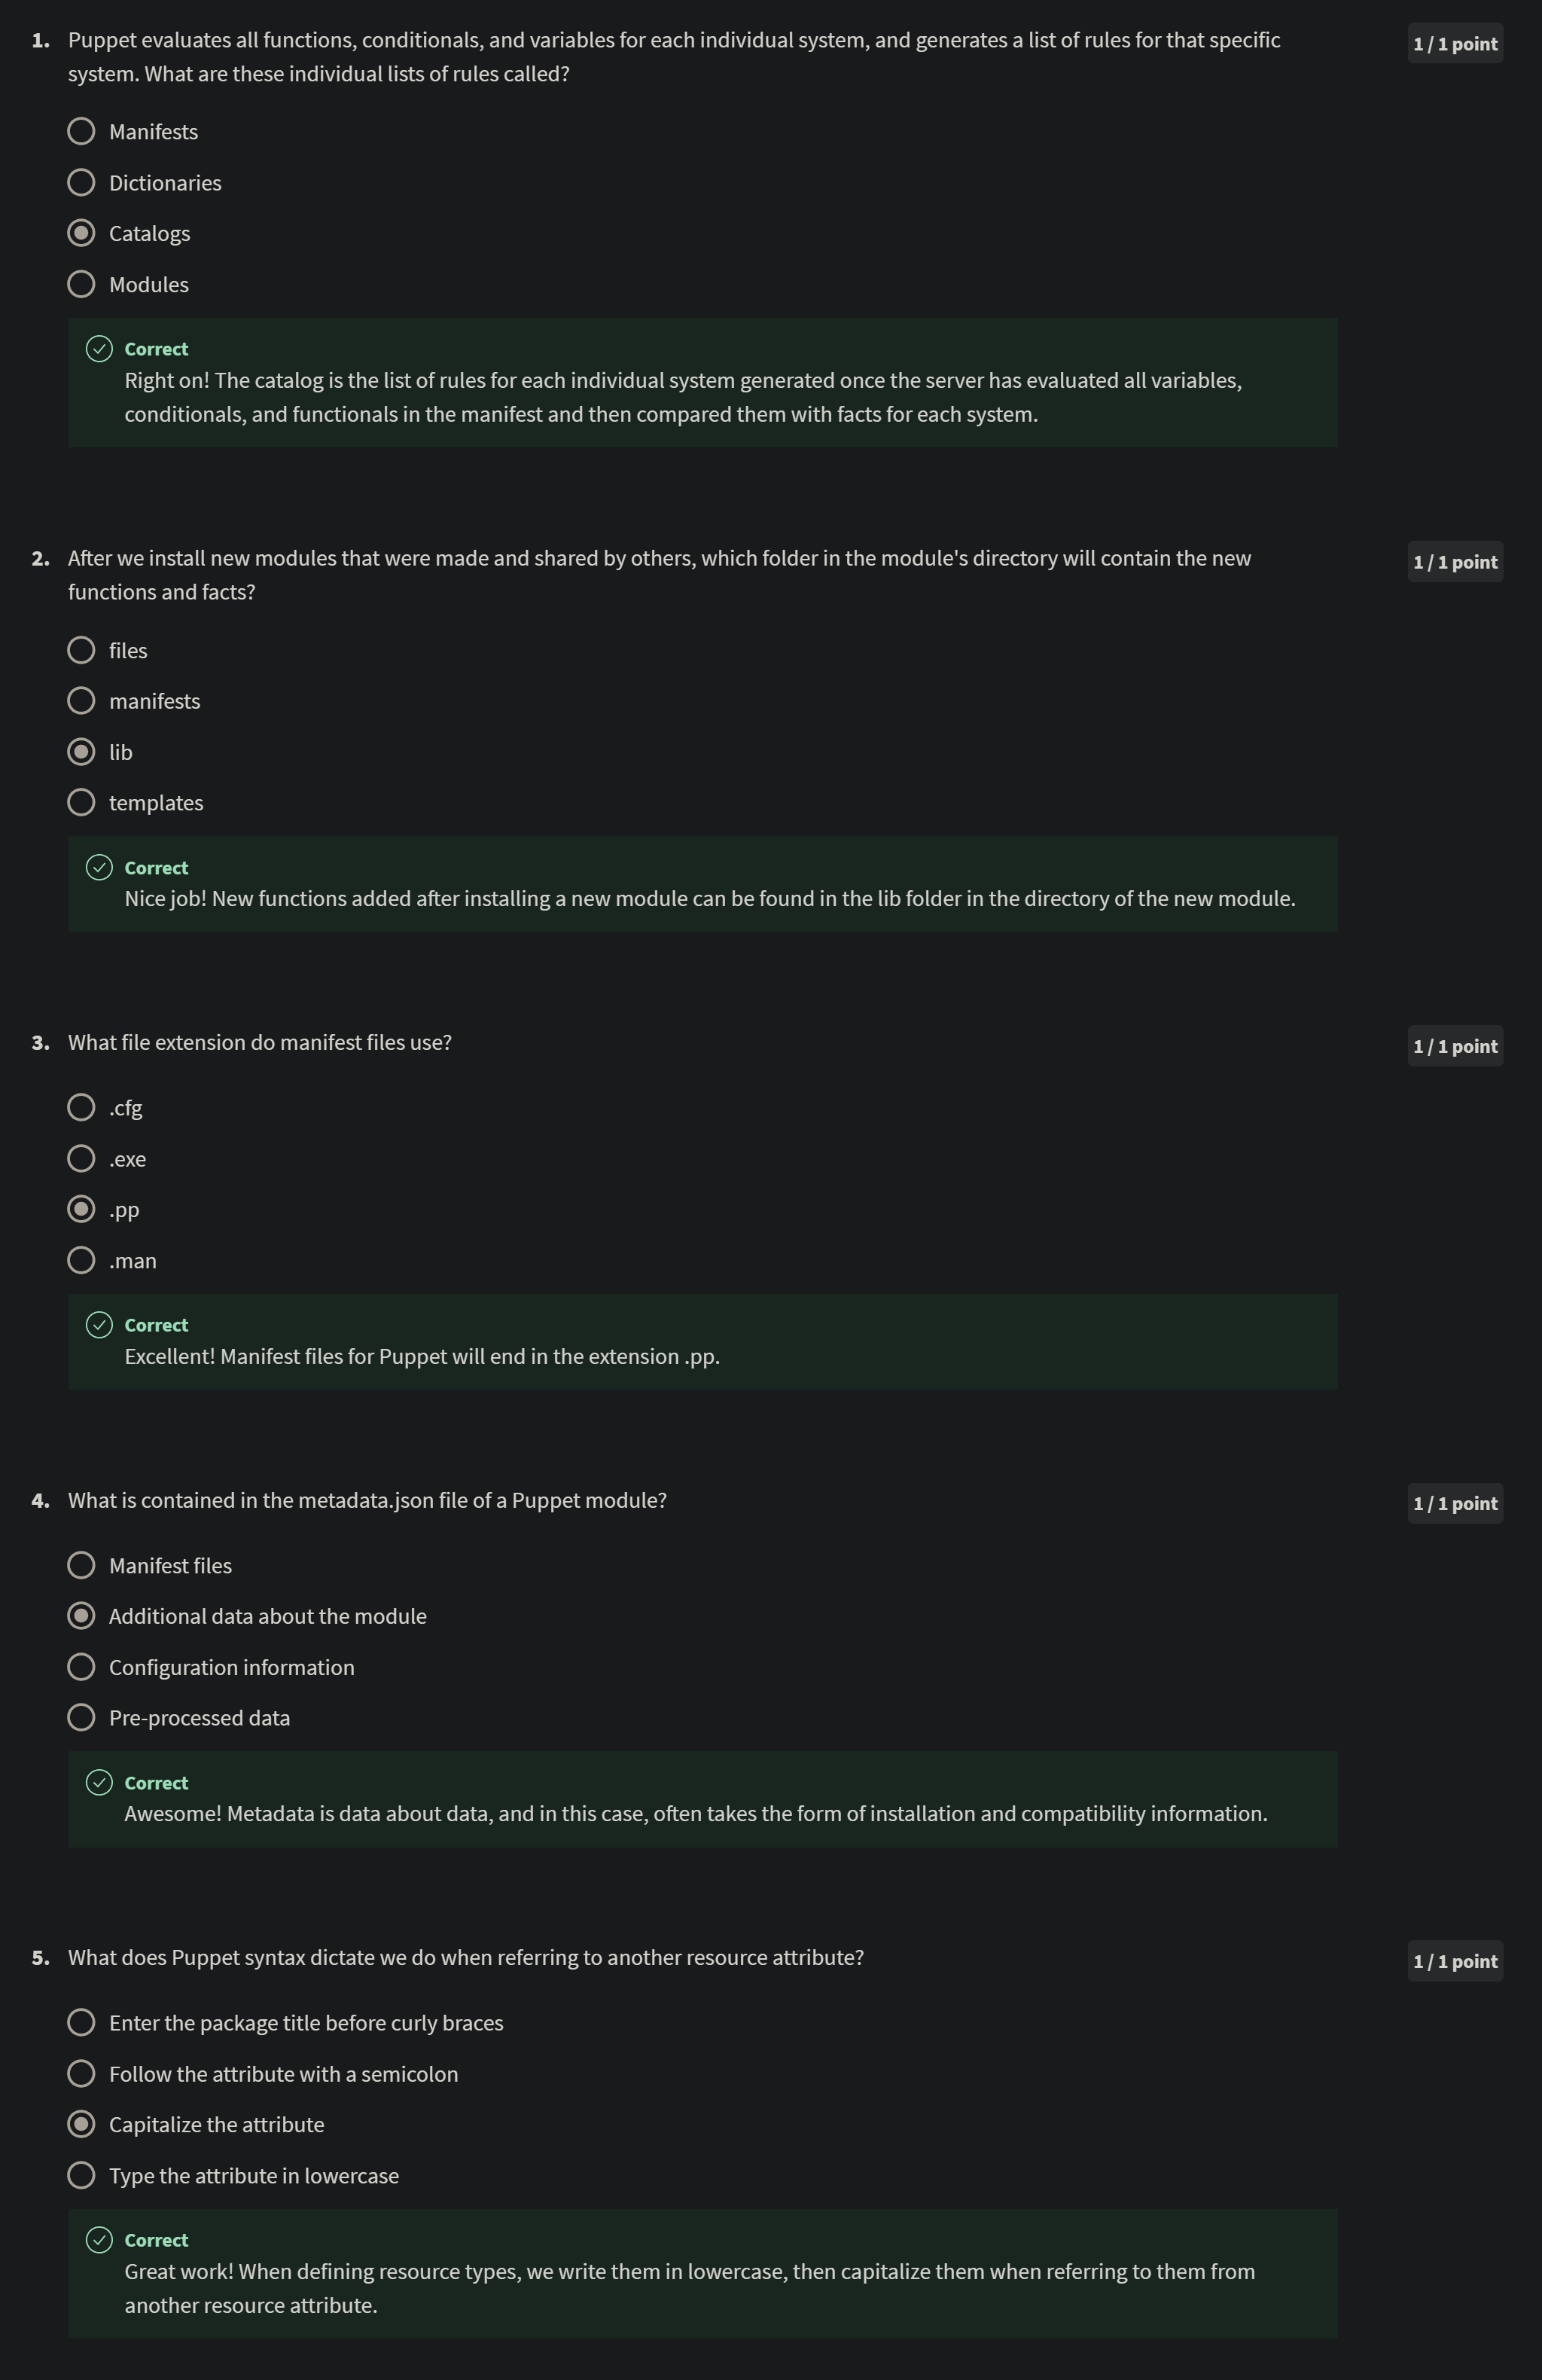 1. Puppet evaluates all functions, conditionals, and variables for each individual system, and generates a list of rules for that specific
system. What are these individual lists of rules called?
1 / 1 point
Manifests
Dictionaries
Catalogs
Modules
Correct
Right on! The catalog is the list of rules for each individual system generated once the server has evaluated all variables,
conditionals, and functionals in the manifest and then compared them with facts for each system.
2. After we install new modules that were made and shared by others, which folder in the module's directory will contain the new
functions and facts?
1 / 1 point
files
manifests
lib
templates
Correct
Nice job! New functions added after installing a new module can be found in the lib folder in the directory of the new module.
3. What file extension do manifest files use?
1 / 1 point
.cfg
.exe
.pp
.man
Correct
Excellent! Manifest files for Puppet will end in the extension .pp.
4. What is contained in the metadata.json file of a Puppet module?
1 / 1 point
Manifest files
Additional data about the module
Configuration information
Pre-processed data
Correct
Awesome! Metadata is data about data, and in this case, often takes the form of installation and compatibility information.
5. What does Puppet syntax dictate we do when referring to another resource attribute?
1 / 1 point
Enter the package title before curly braces
Follow the attribute with a semicolon
Capitalize the attribute
Type the attribute in lowercase
Correct
Great work! When defining resource types, we write them in lowercase, then capitalize them when referring to them from
another resource attribute.